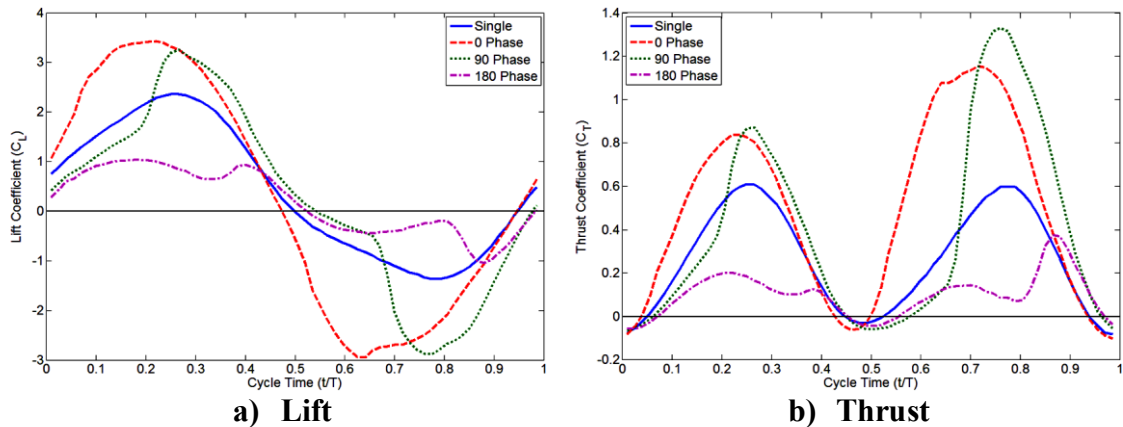 4
3
2
1
0
-1
-2
-3
Lift Coefficient (C_L)
Single
0 Phase
90 Phase
180 Phase
0 0.1 0.2 0.3 0.4 0.5 0.6 0.7 0.8 0.9 1
Cycle Time (t/T)
a) Lift
1.4
1.2
1
0.8
0.6
0.4
0.2
0
-0.2
Thrust Coefficient (C_T)
Single
0 Phase
90 Phase
180 Phase
0 0.1 0.2 0.3 0.4 0.5 0.6 0.7 0.8 0.9 1
Cycle Time (t/T)
b) Thrust